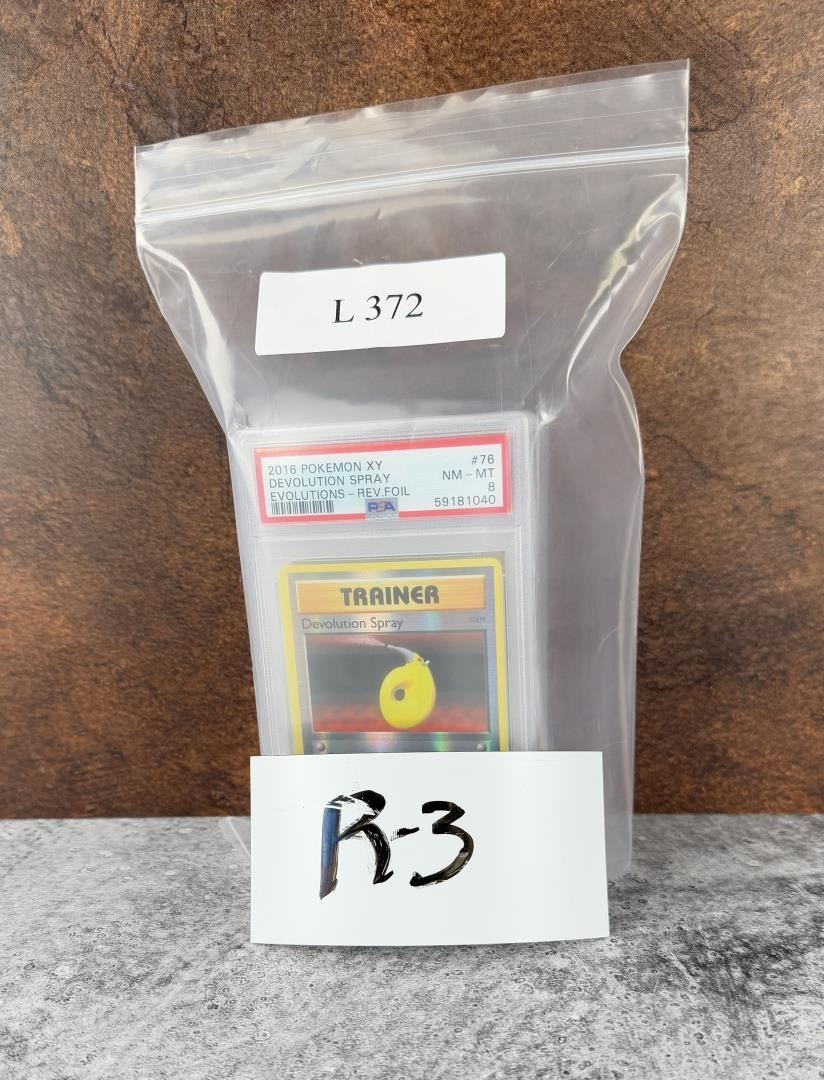 L 372
2016 POKEMON XY #76
DEVOLUTION SPRAY NM - MT
EVOLUTIONS - REV.FOIL 8
PSA 59181040
TRAINER
Devolution Spray ITEM
R-3